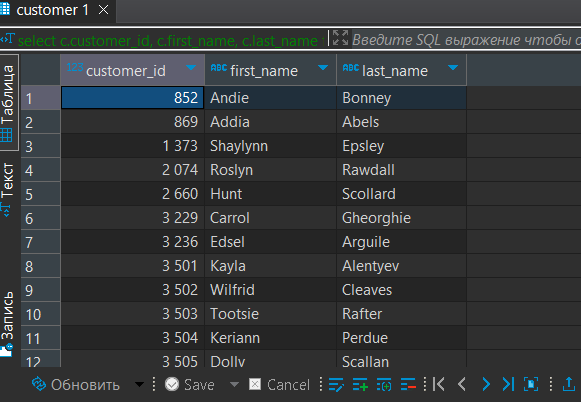 customer 1
select c.customer_id, c.first_name, c.last_name
Введите SQL выражение чтобы о
Таблица
Текст
Запись
123 customer_id ABC first_name ABC last_name
1 852 Andie Bonney
2 869 Addia Abels
3 1 373 Shaylynn Epsley
4 2 074 Roslyn Rawdall
5 2 660 Hunt Scollard
6 3 229 Carrol Gheorghie
7 3 236 Edsel Arguile
8 3 501 Kayla Alentyev
9 3 502 Wilfrid Cleaves
10 3 503 Tootsie Rafter
11 3 504 Keriann Perdue
12 3 505 Dolly Scallan
Обновить Save Cancel